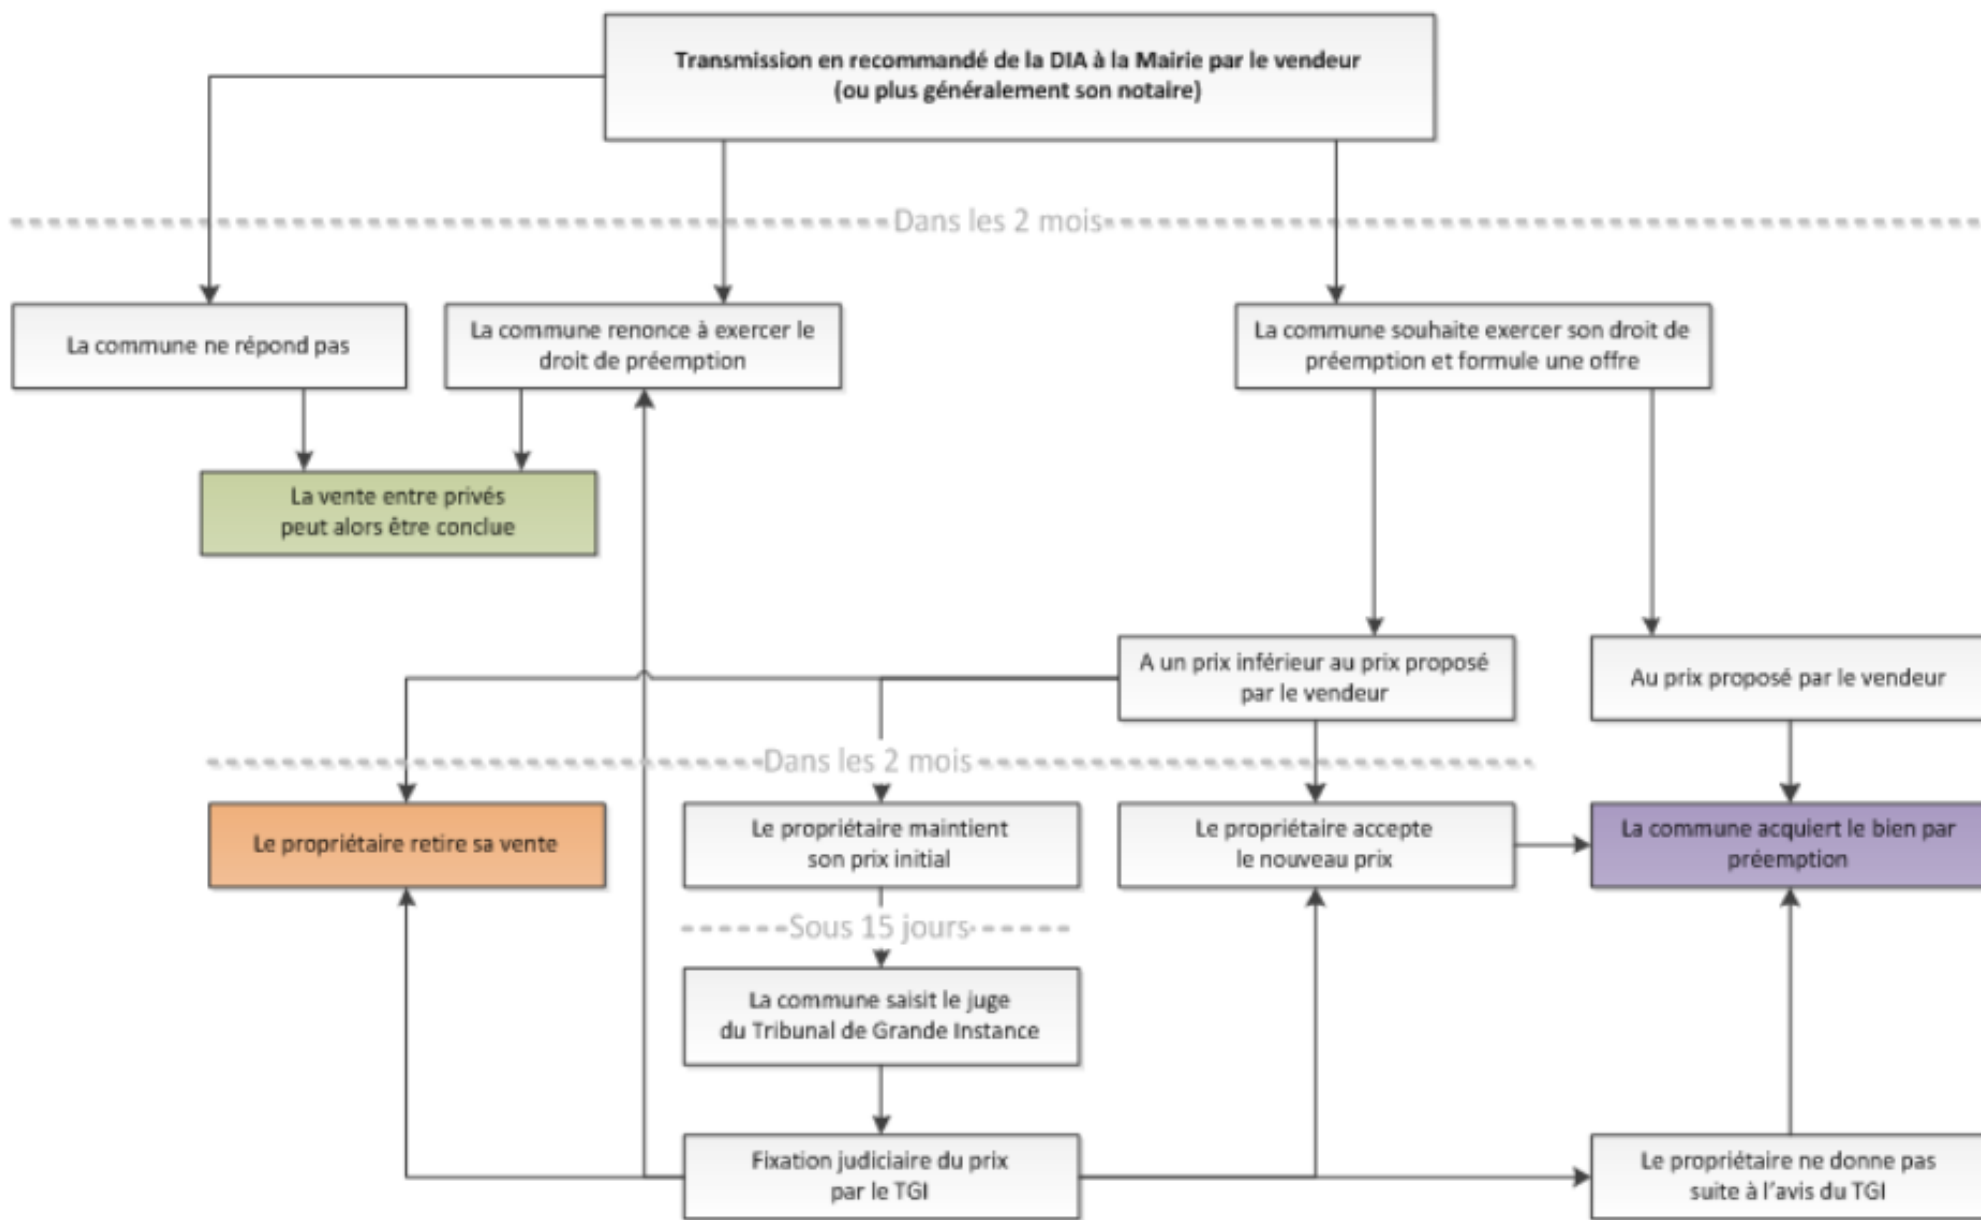 Transmission en recommandé de la DIA à la Mairie par le vendeur
(ou plus généralement son notaire)
Dans les 2 mois
La commune ne répond pas
La commune renonce à exercer le
droit de préemption
La commune souhaite exercer son droit de
préemption et formule une offre
La vente entre privés
peut alors être conclue
A un prix inférieur au prix proposé
par le vendeur
Au prix proposé par le vendeur
Dans les 2 mois
Le propriétaire retire sa vente
Le propriétaire maintient
son prix initial
Le propriétaire accepte
le nouveau prix
La commune acquiert le bien par
préemption
Sous 15 jours
La commune saisit le juge
du Tribunal de Grande Instance
Fixation judiciaire du prix
par le TGI
Le propriétaire ne donne pas
suite à l'avis du TGI